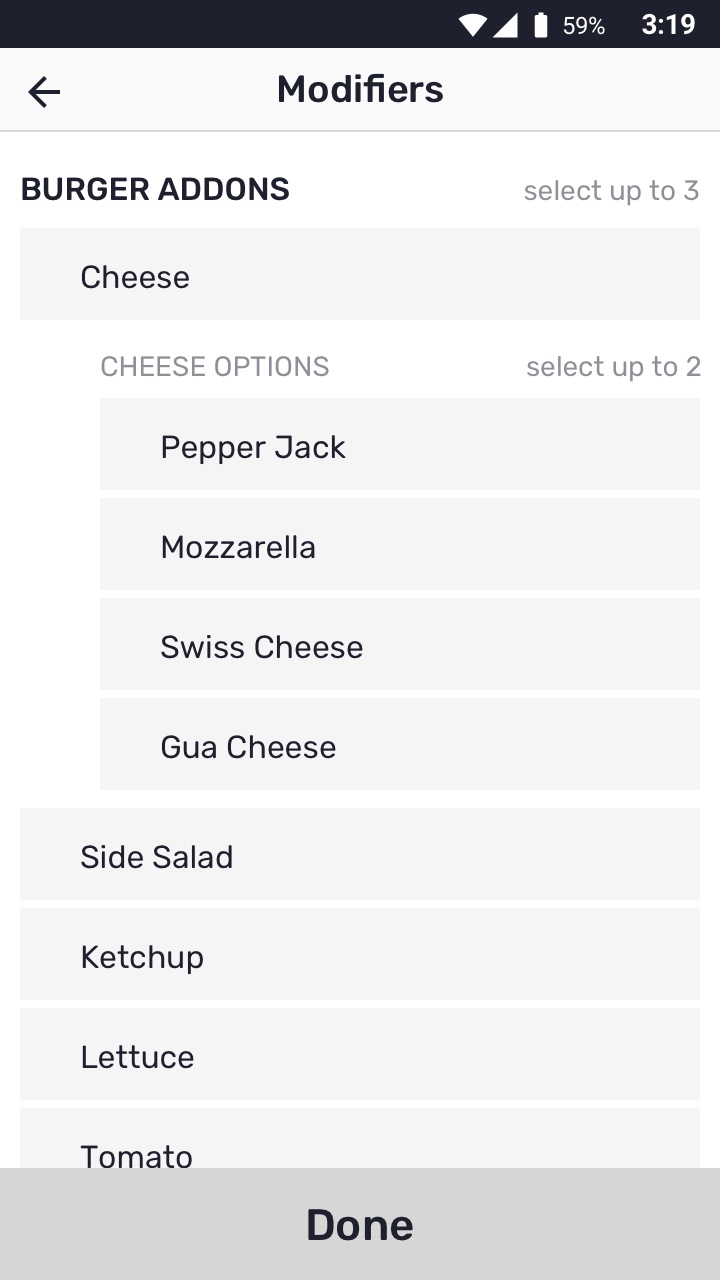 59% 3:19
Modifiers
BURGER ADDONS select up to 3
Cheese
CHEESE OPTIONS select up to 2
Pepper Jack
Mozzarella
Swiss Cheese
Gua Cheese
Side Salad
Ketchup
Lettuce
Tomato
Done